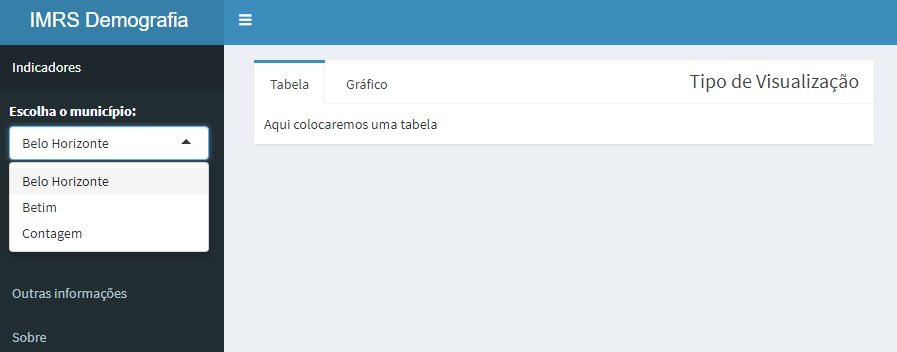 IMRS Demografia
Indicadores
Escolha o município:
Belo Horizonte
Belo Horizonte
Betim
Contagem
Outras informações
Sobre
Tabela
Gráfico
Tipo de Visualização
Aqui colocaremos uma tabela